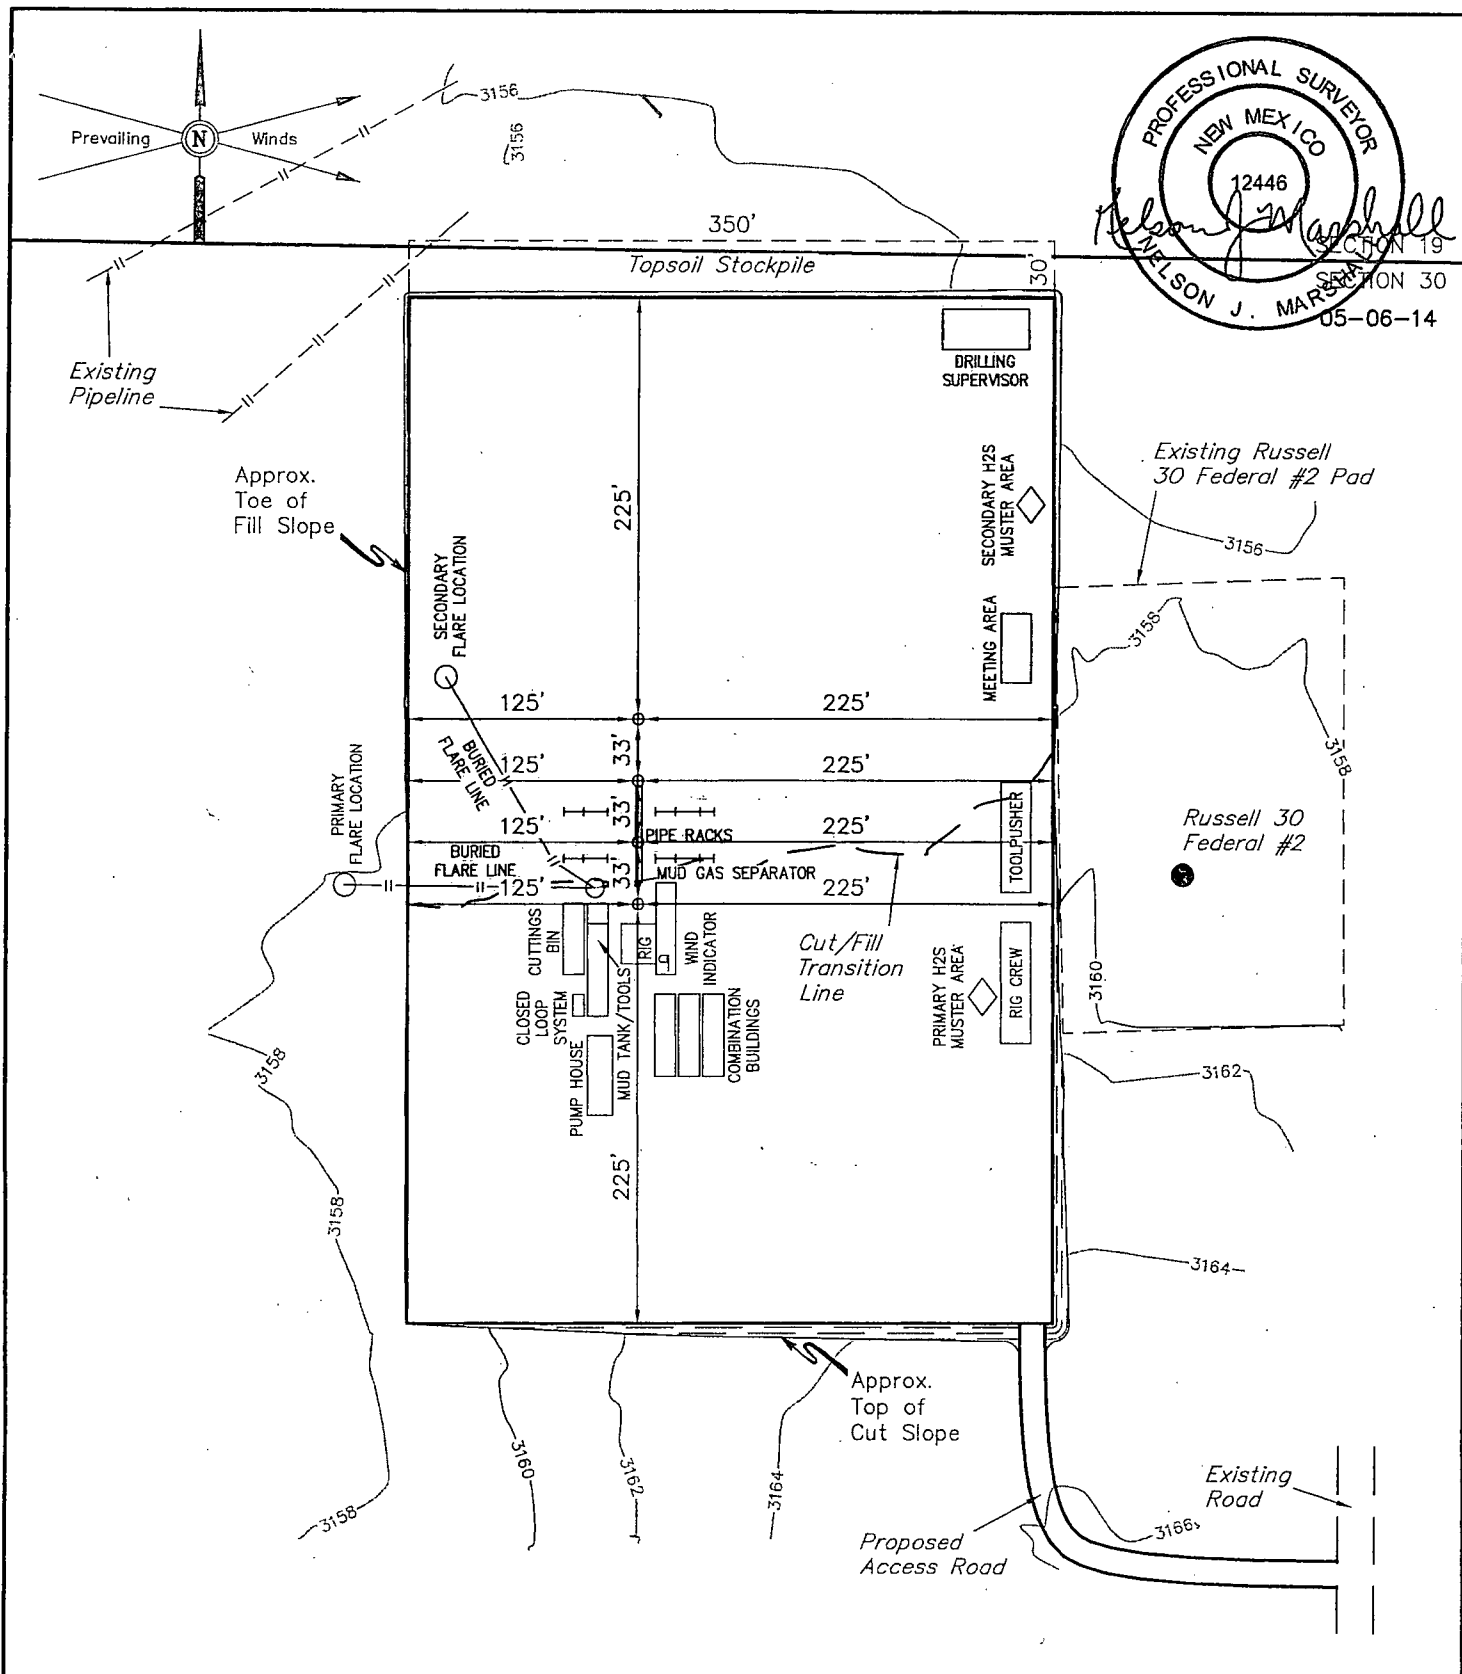 Prevailing
N
Winds
3156
3156
PROFESSIONAL SURVEYOR
NEW MEXICO
12446
Nelson J. Marshall
NELSON J. MARSHALL
SECTION 19
SECTION 30
05-06-14
350'
Topsoil Stockpile
30'
Existing
Pipeline
DRILLING
SUPERVISOR
Approx.
Toe of
Fill Slope
225'
SECONDARY H2S
MUSTER AREA
Existing Russell
30 Federal #2 Pad
3156
SECONDARY
FLARE LOCATION
MEETING AREA
3158
125'
225'
BURIED
FLARE LINE
33'
3158
125'
225'
PRIMARY
FLARE LOCATION
33'
TOOLPUSHER
125'
PIPE RACKS
225'
Russell 30
Federal #2
BURIED
FLARE LINE
33'
MUD GAS SEPARATOR
125'
225'
CUTTINGS
BIN
RIG
WIND
INDICATOR
Cut/Fill
Transition
Line
PRIMARY H2S
MUSTER AREA
RIG CREW
3160
CLOSED
LOOP
SYSTEM
MUD TANK/TOOLS
COMBINATION
BUILDINGS
PUMP HOUSE
3158
3162
225'
3158
3164
Approx.
Top of
Cut Slope
3160
3162
3164
3158
Existing
Road
3166
Proposed
Access Road